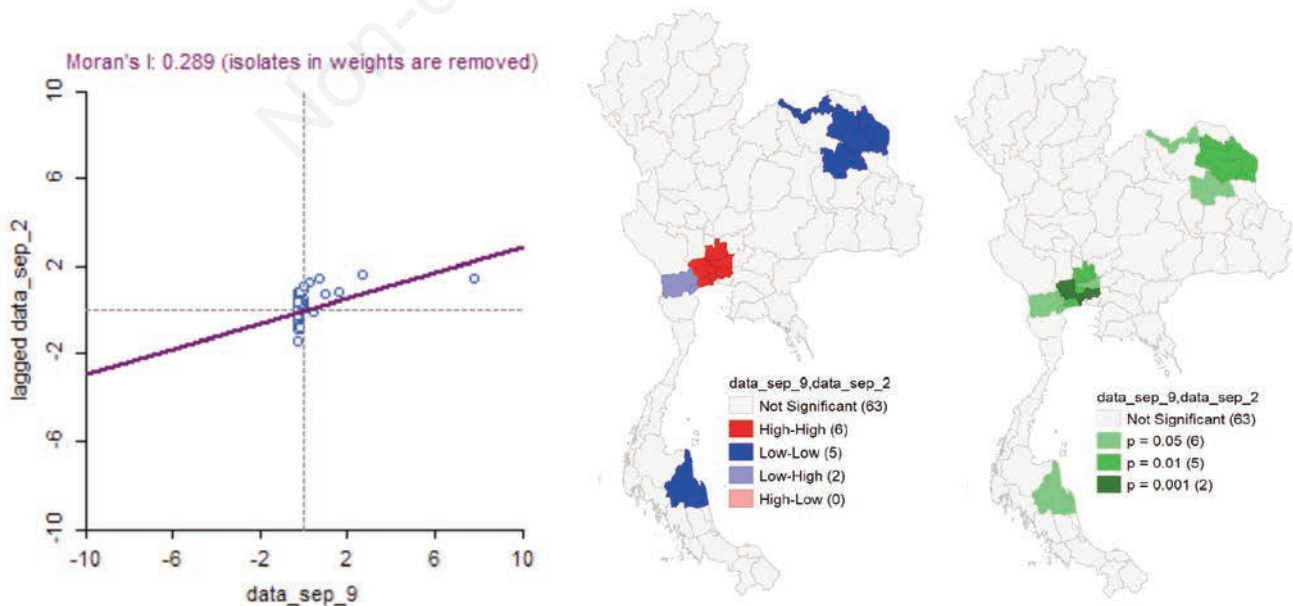 Non-c
Moran's I: 0.289 (isolates in weights are removed)
10
6
2
-2
-6
-10
lagged data_sep_2
-10
-6
-2
2
6
10
data_sep_9
data_sep_9,data_sep_2
Not Significant (63)
High-High (6)
Low-Low (5)
Low-High (2)
High-Low (0)
data_sep_9,data_sep_2
Not Significant (63)
p = 0.05 (6)
p = 0.01 (5)
p = 0.001 (2)